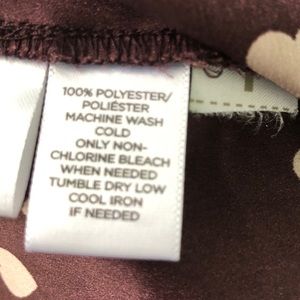 100% POLYESTER/
POLIÉSTER
MACHINE WASH
COLD
ONLY NON-
CHLORINE BLEACH
WHEN NEEDED
TUMBLE DRY LOW
COOL IRON
IF NEEDED